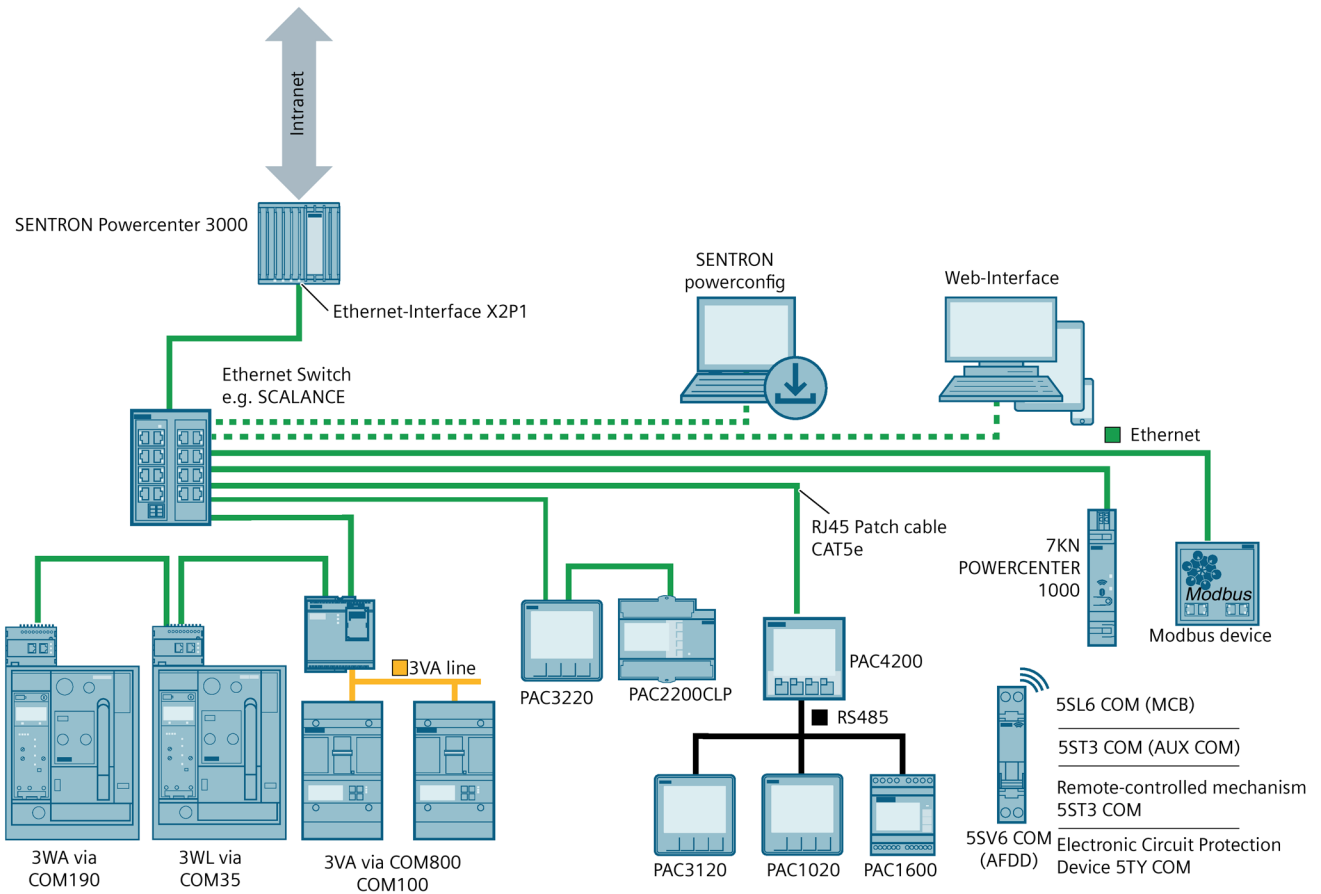 Intranet
SENTRON Powercenter 3000
Ethernet-Interface X2P1
SENTRON
powerconfig
Web-Interface
Ethernet Switch
e.g. SCALANCE
Ethernet
RJ45 Patch cable
CAT5e
7KN
POWERCENTER
1000
Modbus
Modbus device
3VA line
PAC3220
PAC2200CLP
PAC4200
RS485
5SL6 COM (MCB)
5ST3 COM (AUX COM)
Remote-controlled mechanism
5ST3 COM
Electronic Circuit Protection
Device 5TY COM
5SV6 COM
(AFDD)
3WA via
COM190
3WL via
COM35
3VA via COM800
COM100
PAC3120
PAC1020
PAC1600